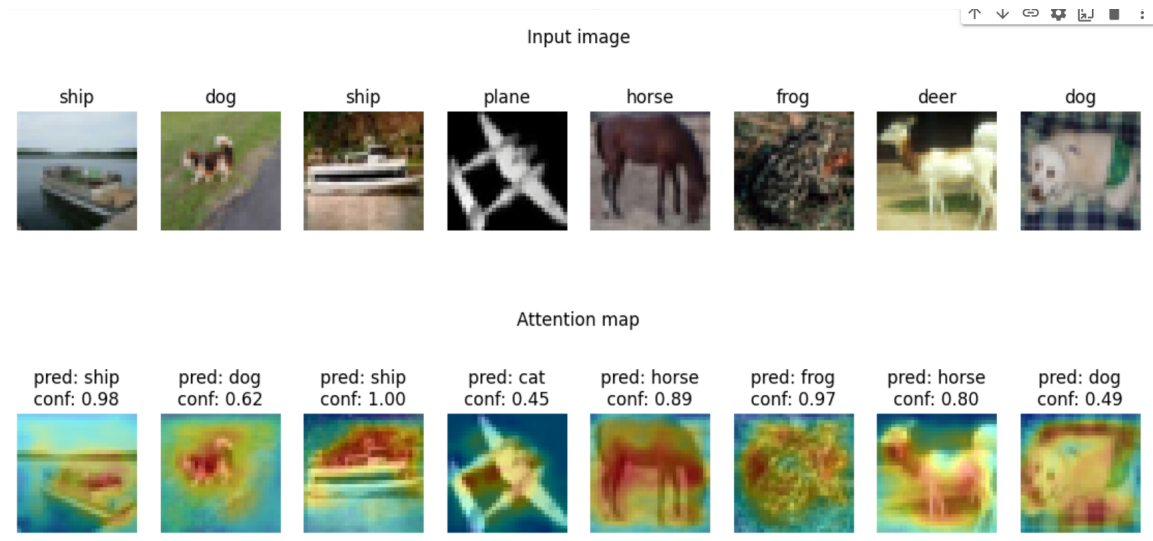 Input image
ship dog ship plane horse frog deer dog
Attention map
pred: ship pred: dog pred: ship pred: cat pred: horse pred: frog pred: horse pred: dog
conf: 0.98 conf: 0.62 conf: 1.00 conf: 0.45 conf: 0.89 conf: 0.97 conf: 0.80 conf: 0.49